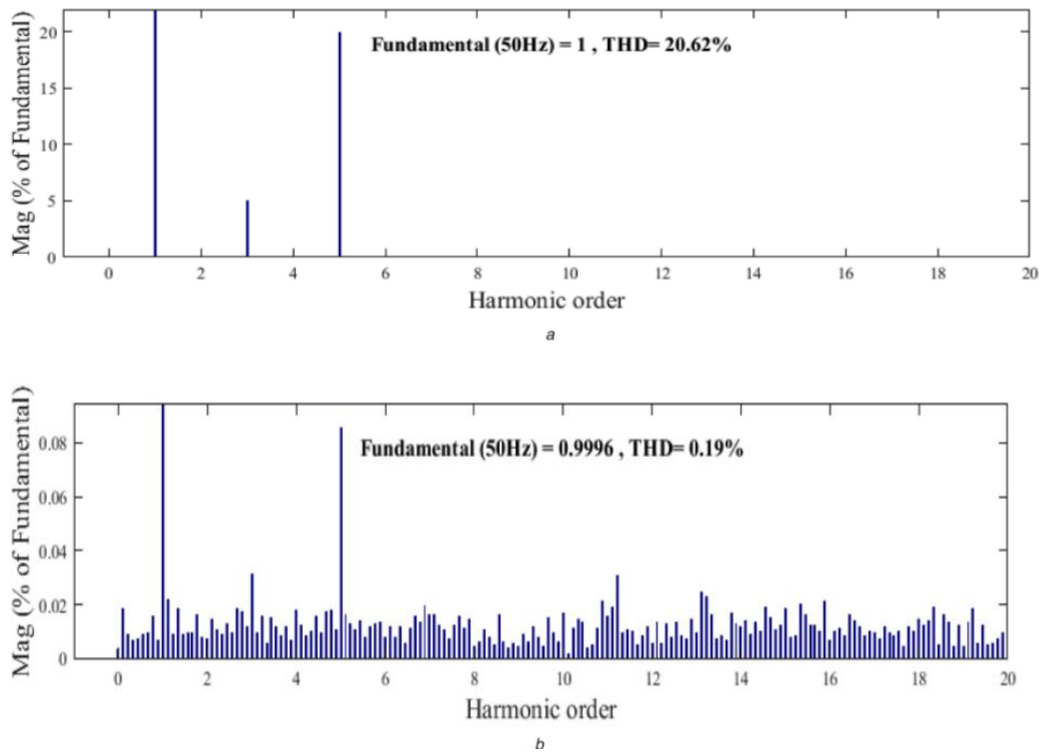 Mag (% of Fundamental)
20
15
10
5
0
Fundamental (50Hz) = 1 , THD= 20.62%
0 2 4 6 8 10 12 14 16 18 20
Harmonic order
a
Mag (% of Fundamental)
0.08
0.06
0.04
0.02
0
Fundamental (50Hz) = 0.9996 , THD= 0.19%
0 2 4 6 8 10 12 14 16 18 20
Harmonic order
b